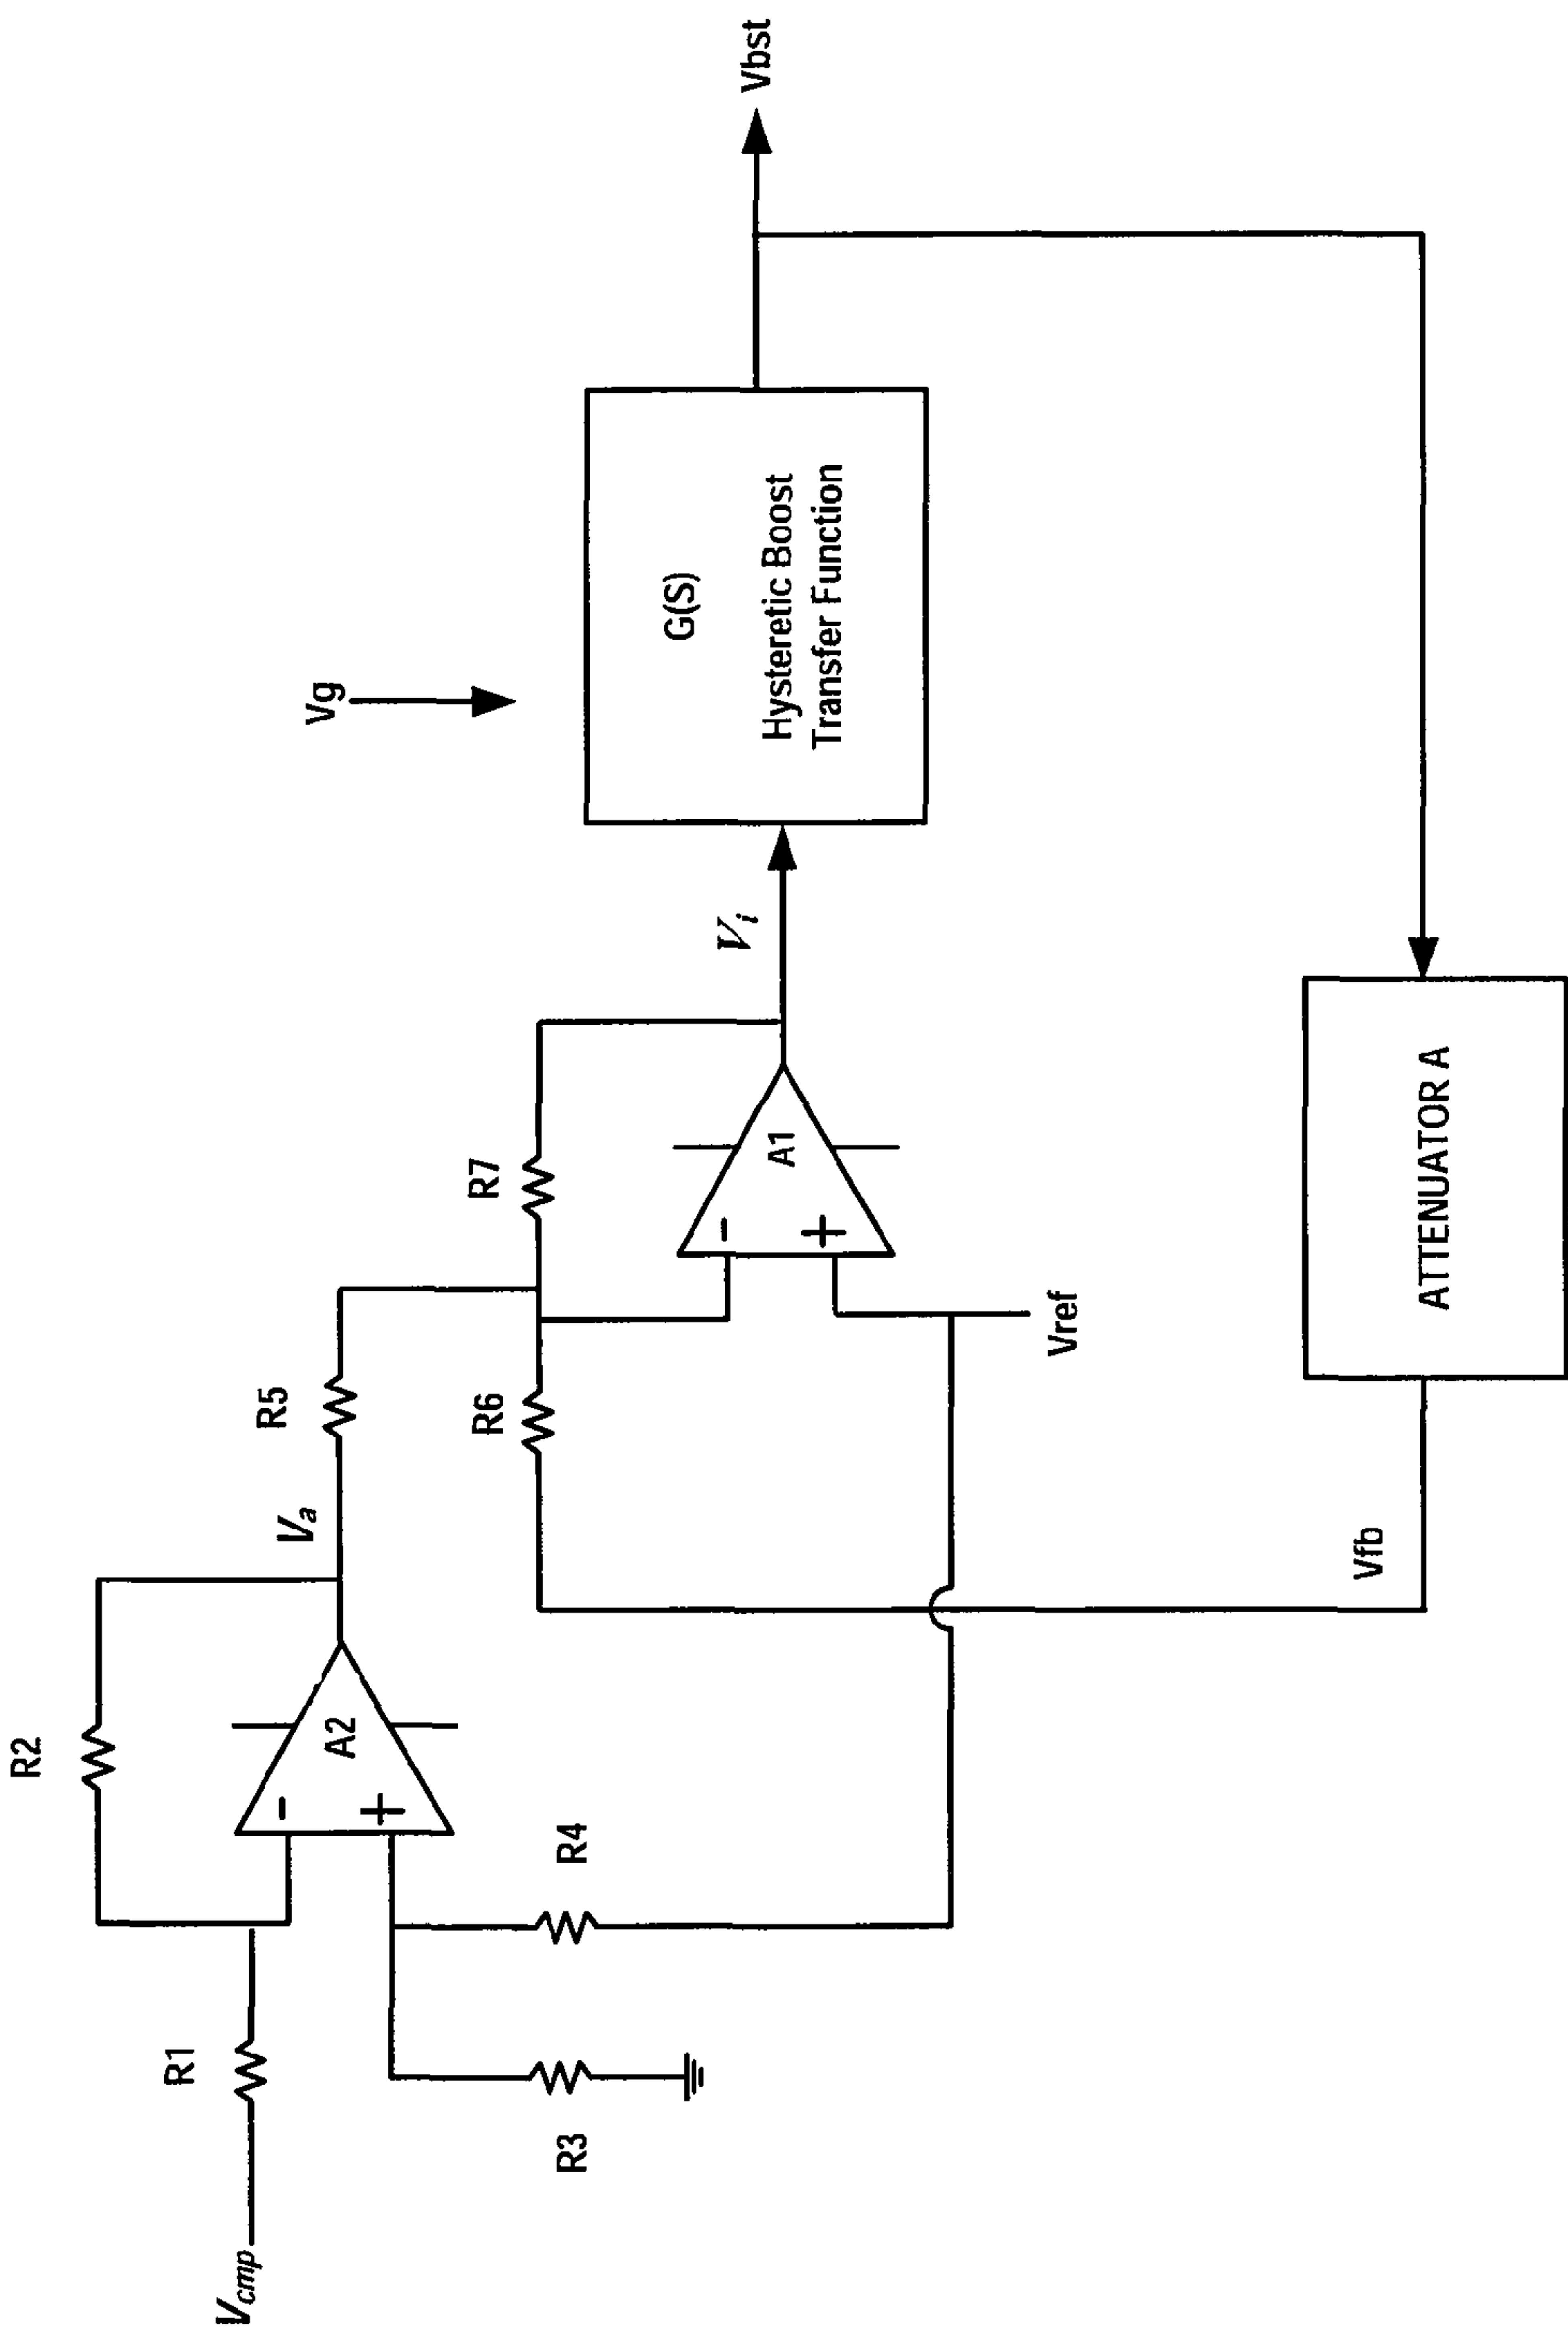 Vcmp
R1
R2
-
+
A2
R3
R4
Va
R5
R6
R7
-
+
A1
Vref
Vi
Vg
G(S)
Hysteretic Boost
Transfer Function
Vbst
Vfb
ATTENUATOR A